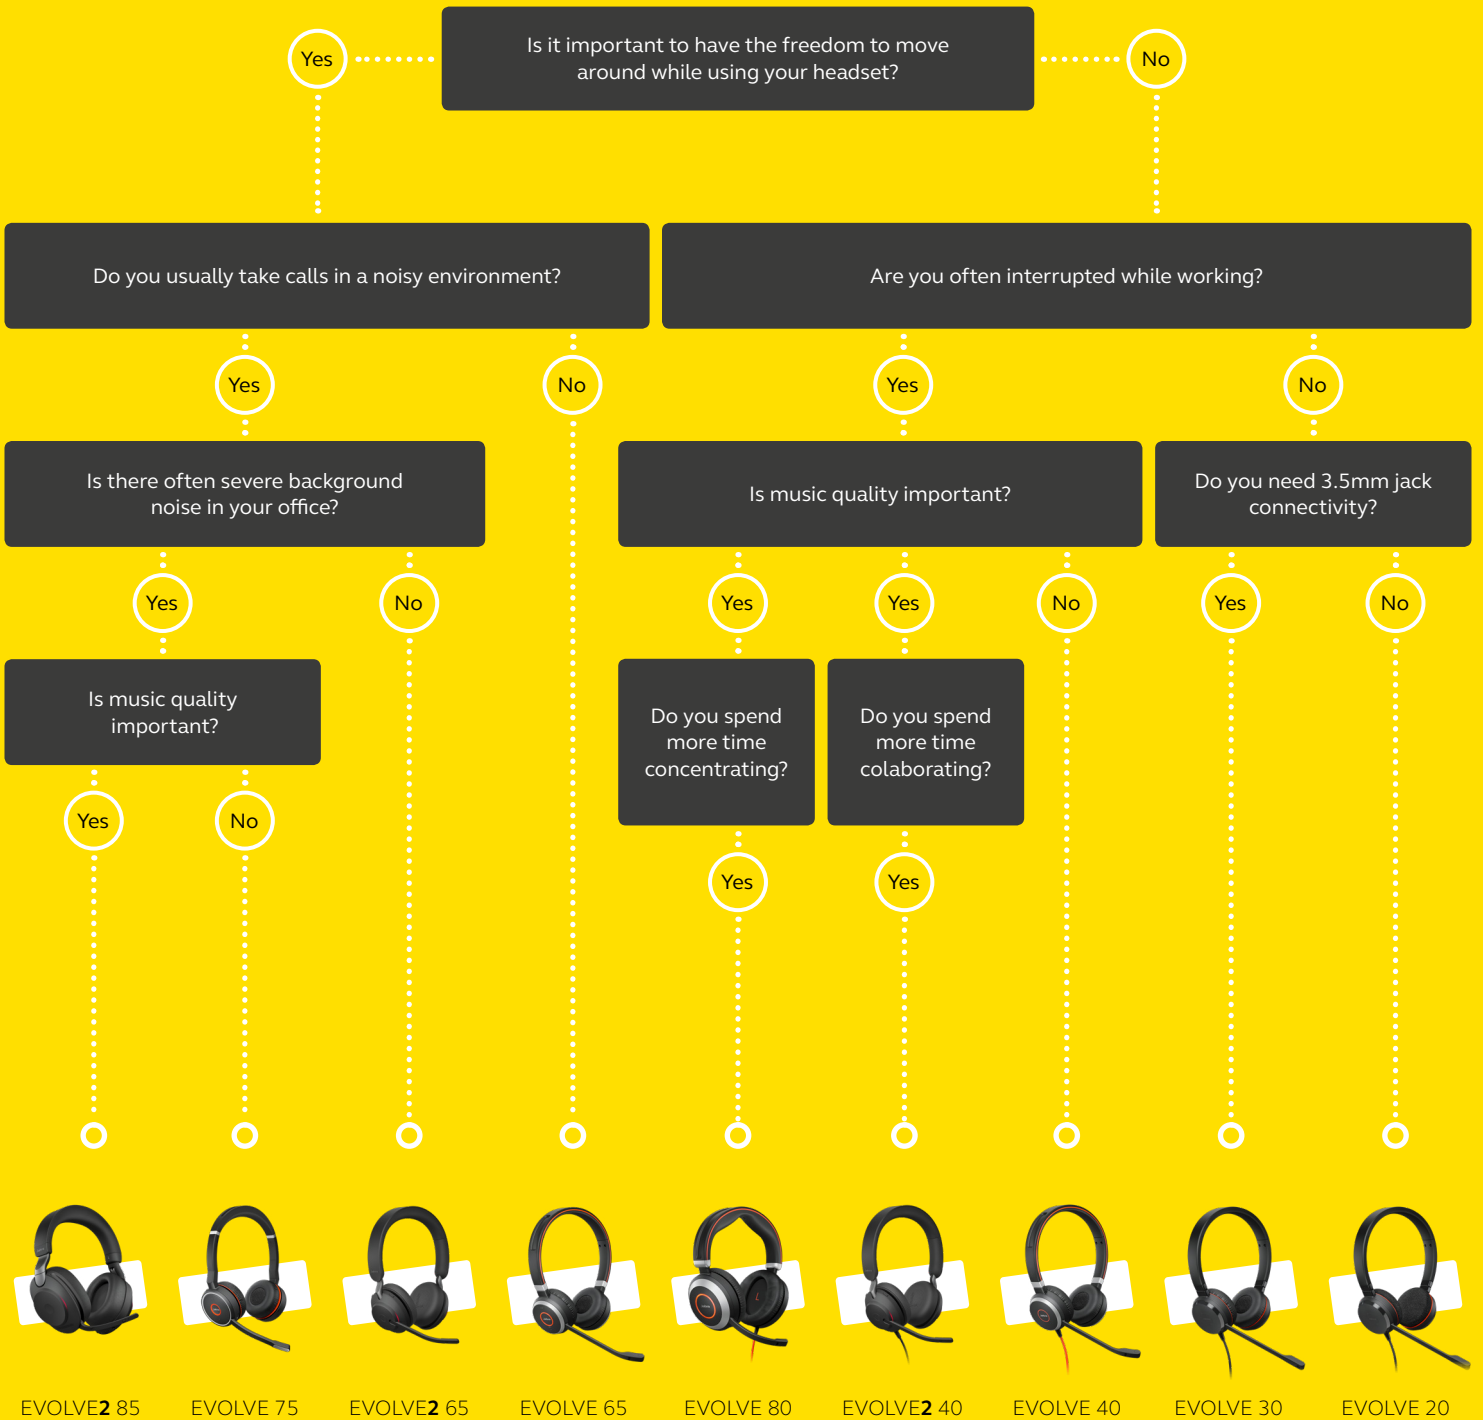 Is it important to have the freedom to move
around while using your headset?
Yes
No
Do you usually take calls in a noisy environment?
Are you often interrupted while working?
Yes
No
Yes
No
Is there often severe background
noise in your office?
Is music quality important?
Do you need 3.5mm jack
connectivity?
Yes
No
Yes
Yes
No
Yes
No
Is music quality
important?
Do you spend
more time
concentrating?
Do you spend
more time
colaborating?
Yes
No
Yes
Yes
EVOLVE2 85
EVOLVE 75
EVOLVE2 65
EVOLVE 65
EVOLVE 80
EVOLVE2 40
EVOLVE 40
EVOLVE 30
EVOLVE 20